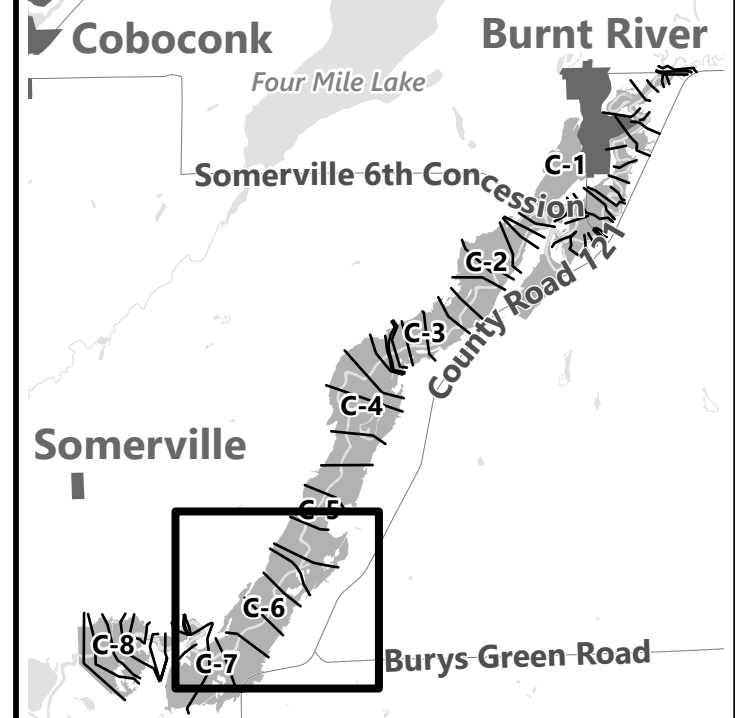 Coboconk
Burnt River
Four Mile Lake
C-1
Somerville 6th Concession
C-2
County Road 121
C-3
C-4
Somerville
C-5
C-6
C-8
C-7
Burys Green Road